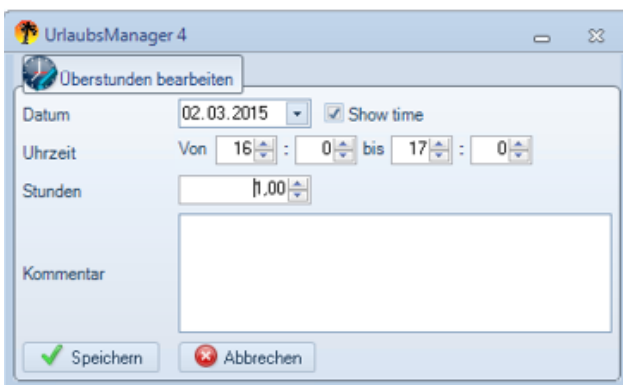 UrlaubsManager 4
Überstunden bearbeiten
Datum 02.03.2015 Show time
Uhrzeit Von 16 : 0 bis 17 : 0
Stunden 1,00
Kommentar
Speichern Abbrechen